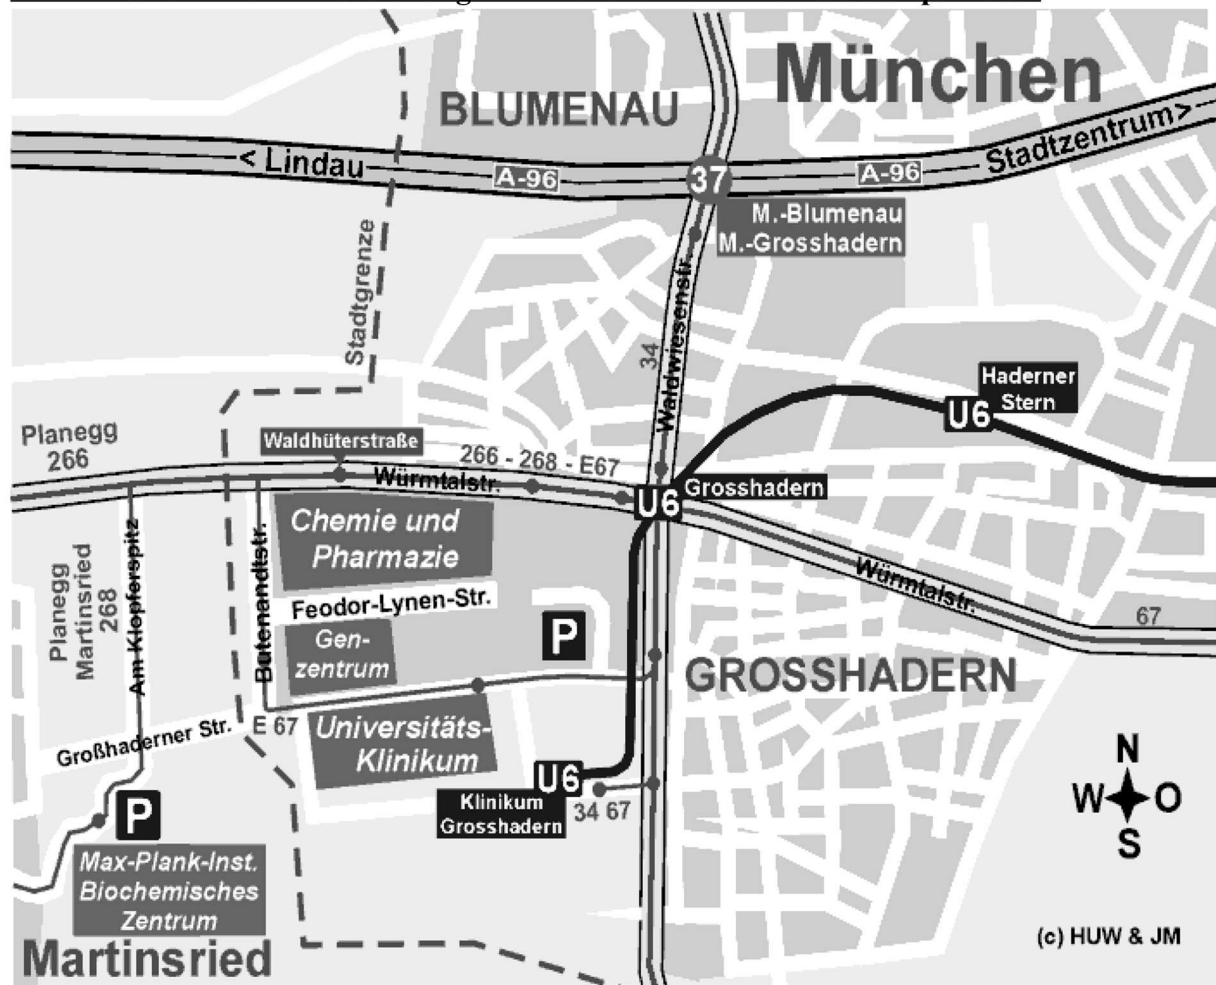 München
BLUMENAU
< Lindau
A-96
37
A-96
Stadtzentrum>
M.-Blumenau
M.-Grosshadern
Stadtgrenze
Waldwiesenstr.
34
Haderner
Stern
U6
Planegg
266
Waldhüterstraße
266 - 268 - E67
Würmtalstr.
Grosshadern
U6
Chemie und
Pharmazie
Würmtalstr.
67
Planegg
Martinsried
268
Am Klopferspitz
Butenandtstr.
Feodor-Lynen-Str.
Gen-
zentrum
P
GROSSHADERN
Großhaderner Str.
E 67
Universitäts-
Klinikum
U6
Klinikum
Grosshadern
34 67
N
W
O
S
P
Max-Plank-Inst.
Biochemisches
Zentrum
Martinsried
(c) HUW & JM